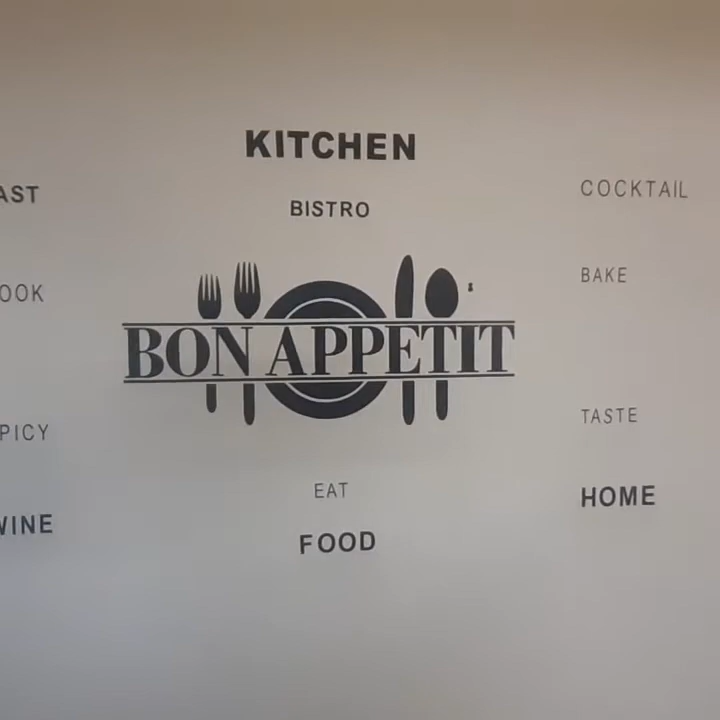 KITCHEN
BISTRO
AST
OOK
BON APPETIT
PICY
WINE
EAT
FOOD
COCKTAIL
BAKE
TASTE
HOME